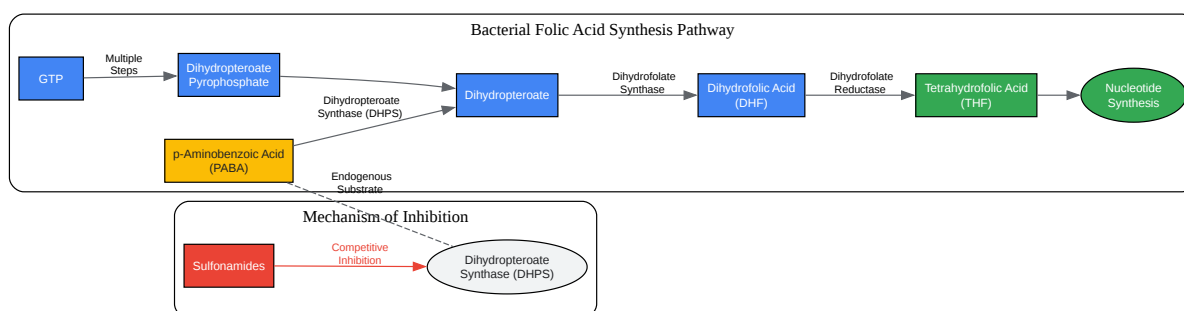 Bacterial Folic Acid Synthesis Pathway
GTP
Multiple
Steps
Dihydropteroate
Pyrophosphate
Dihydropteroate
Synthase (DHPS)
p-Aminobenzoic Acid
(PABA)
Dihydropteroate
Dihydrofolate
Synthase
Dihydrofolic Acid
(DHF)
Dihydrofolate
Reductase
Tetrahydrofolic Acid
(THF)
Nucleotide
Synthesis
Endogenous
Substrate
Mechanism of Inhibition
Sulfonamides
Competitive
Inhibition
Dihydropteroate
Synthase (DHPS)